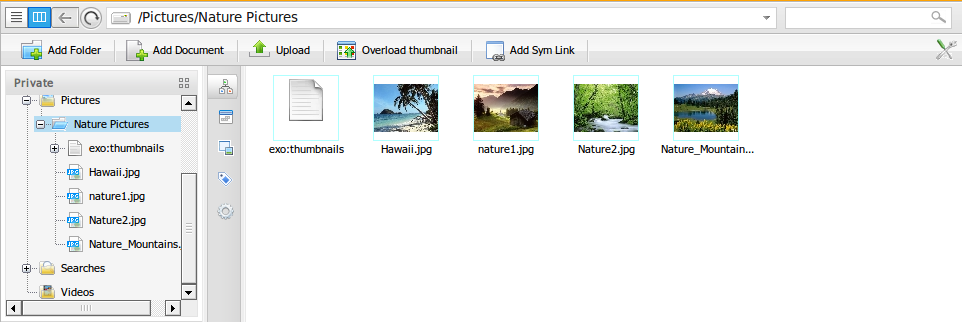 /Pictures/Nature Pictures
Add Folder
Add Document
Upload
Overload thumbnail
Add Sym Link
Private
Pictures
Nature Pictures
exo:thumbnails
Hawaii.jpg
nature1.jpg
Nature2.jpg
Nature_Mountains.
Searches
Videos
exo:thumbnails
Hawaii.jpg
nature1.jpg
Nature2.jpg
Nature_Mountain...